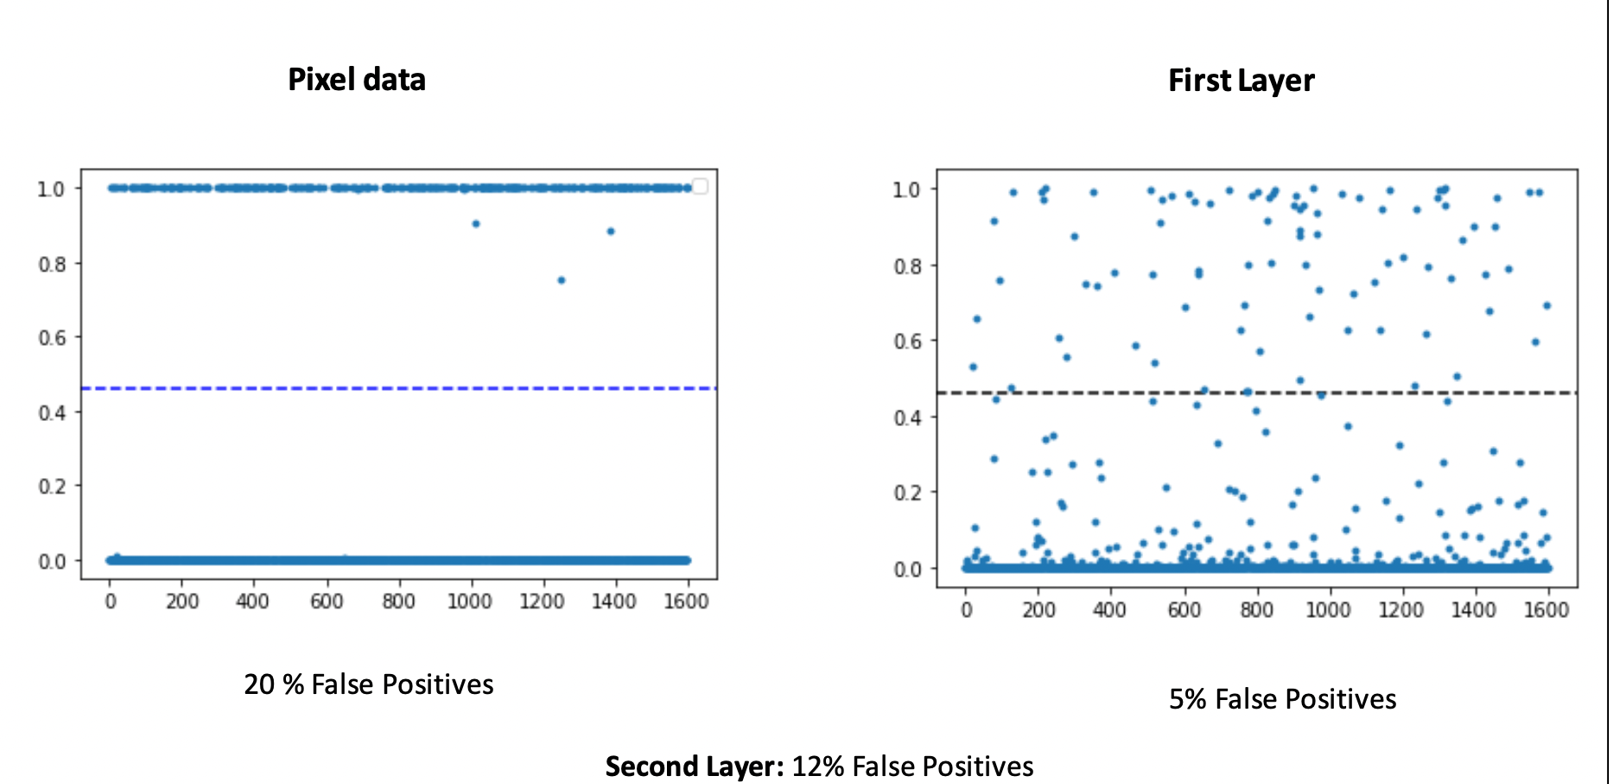 Pixel data
First Layer
1.0
0.8
0.6
0.4
0.2
0.0
0 200 400 600 800 1000 1200 1400 1600
1.0
0.8
0.6
0.4
0.2
0.0
0 200 400 600 800 1000 1200 1400 1600
20 % False Positives
5% False Positives
Second Layer: 12% False Positives